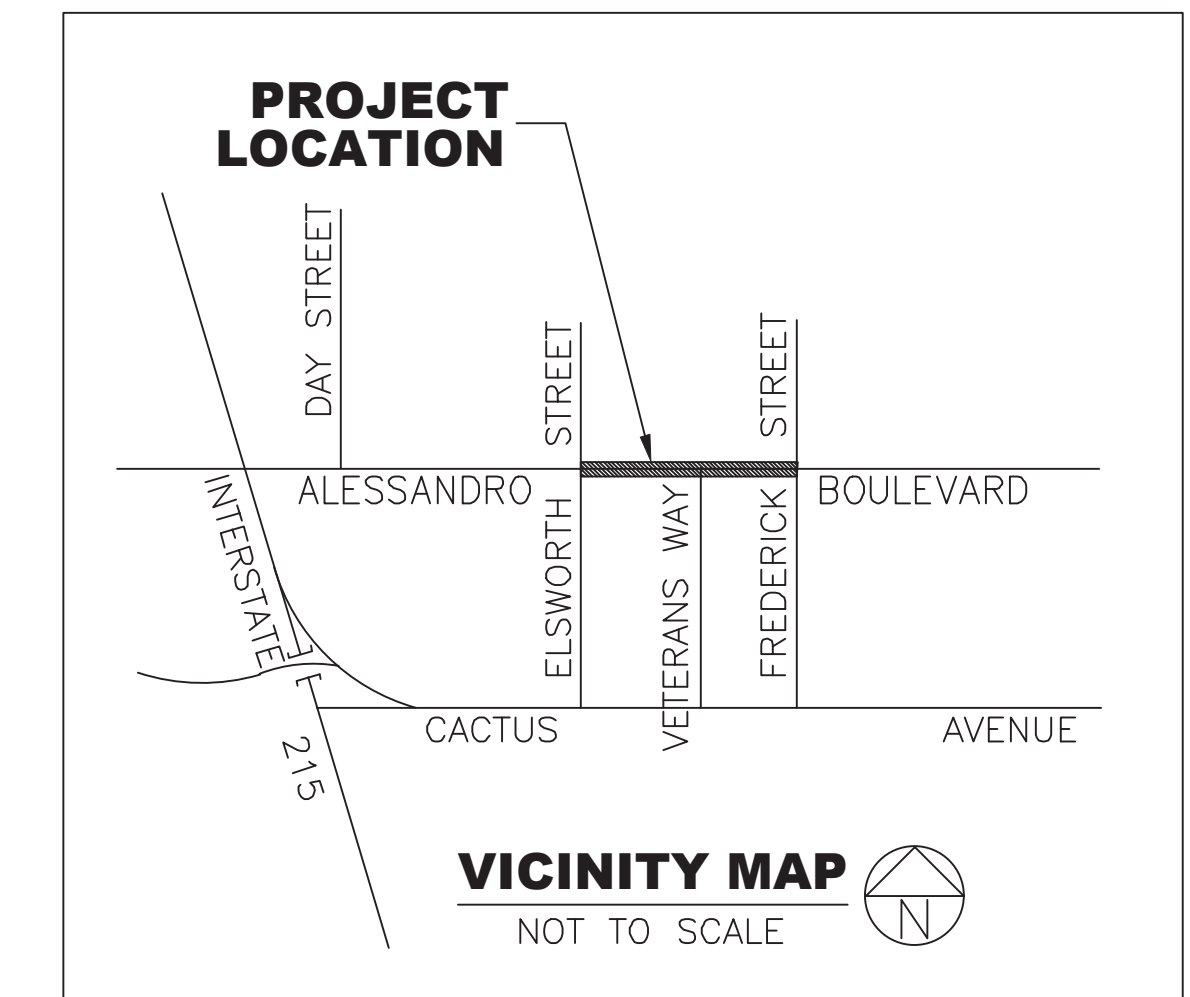 PROJECT
LOCATION
DAY STREET
STREET
STREET
ALESSANDRO
BOULEVARD
INTERSTATE
ELSWORTH
VETERANS WAY
FREDERICK
CACTUS
AVENUE
215
VICINITY MAP
NOT TO SCALE
N